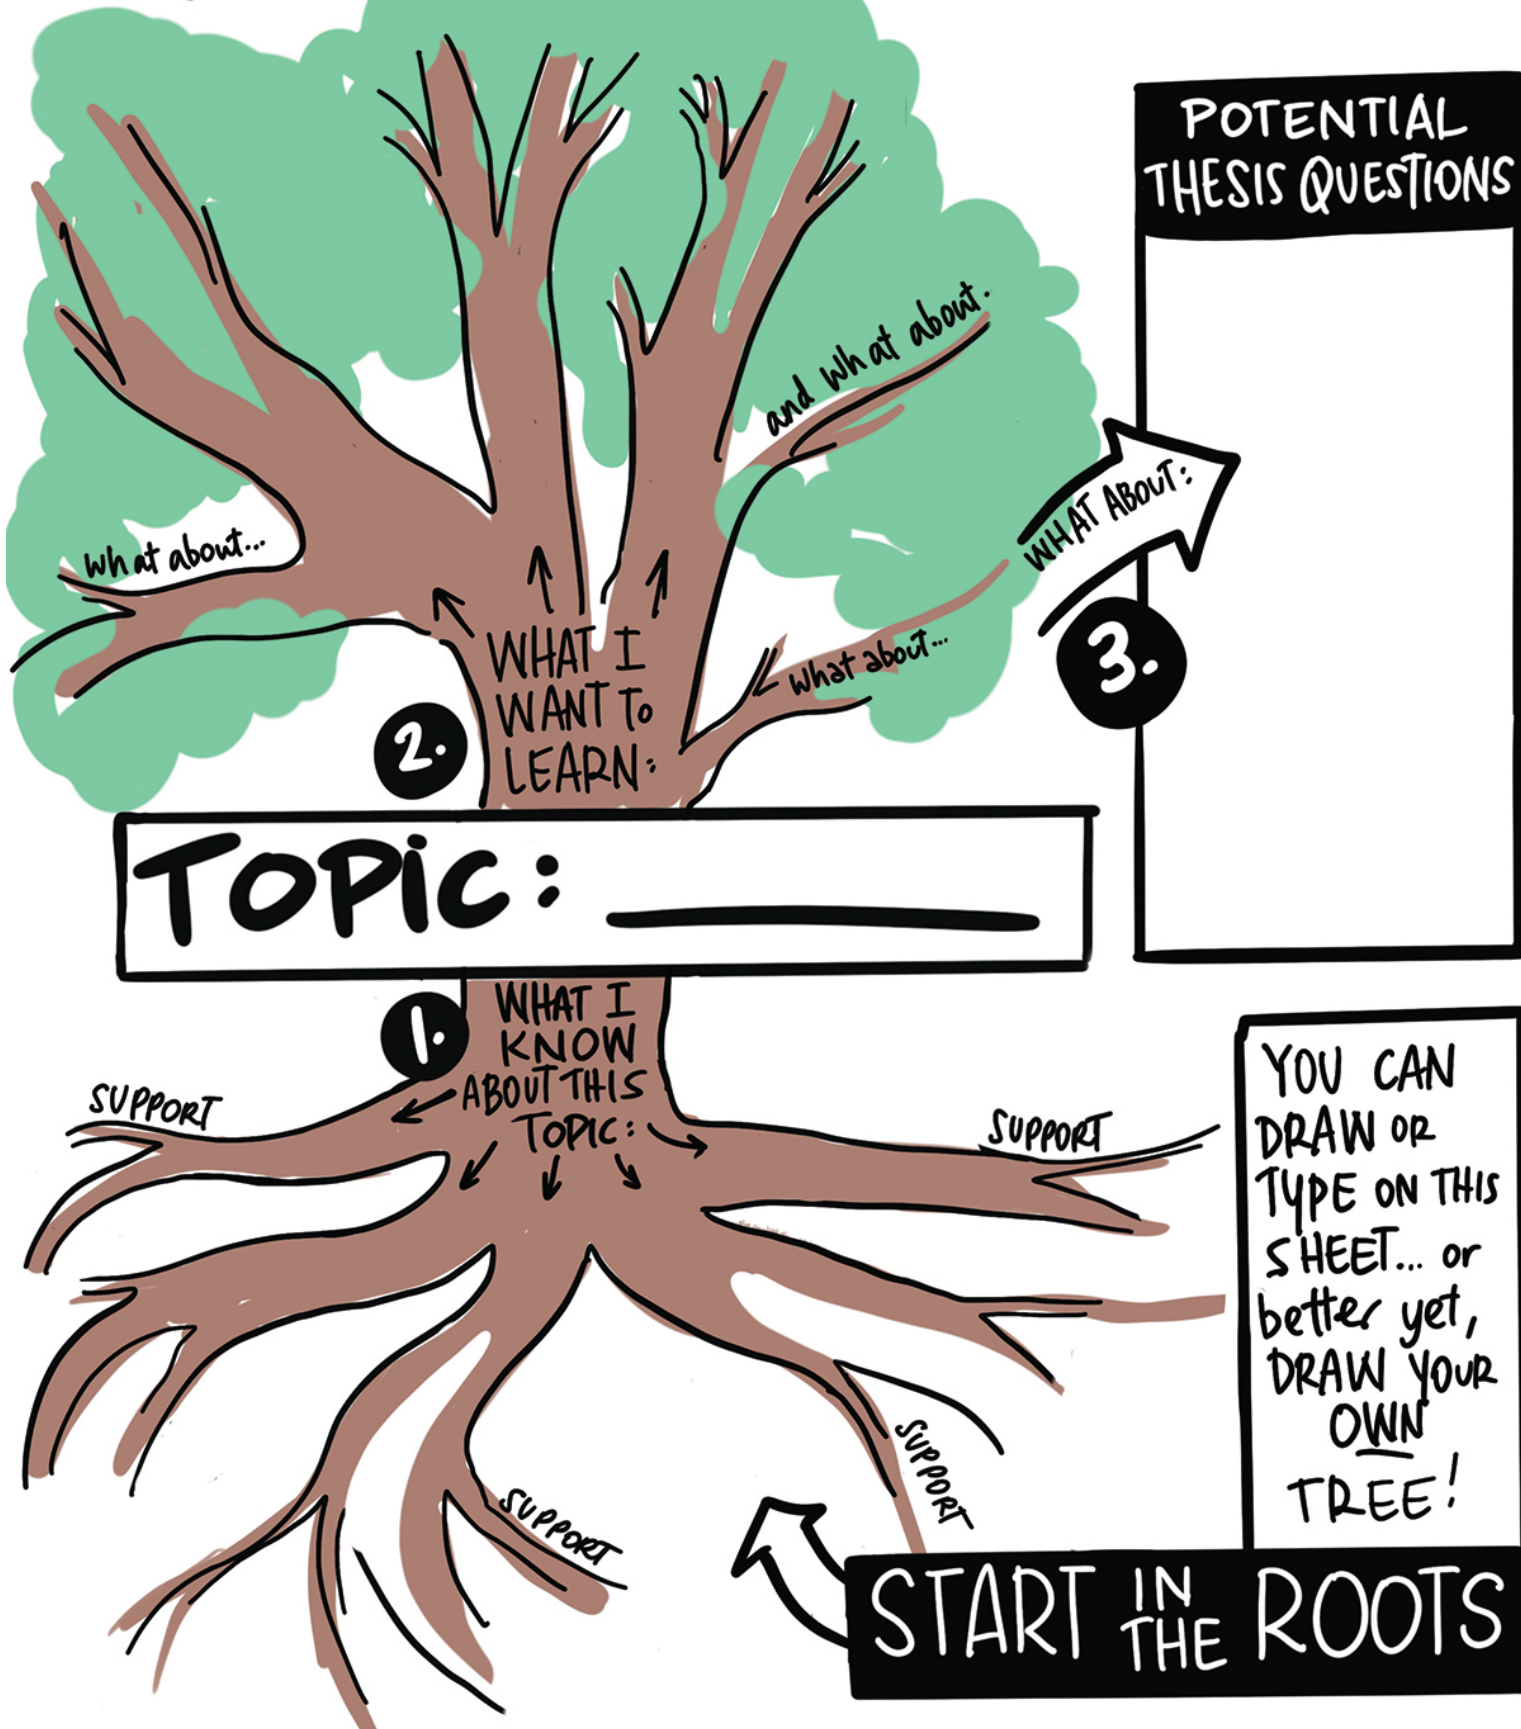 POTENTIAL
THESIS QUESTIONS
and what about.
WHAT ABOUT:
what about...
3.
what about...
2.
WHAT I
WANT To
LEARN:
TOPiC:
1.
WHAT I
KNOW
ABOUT THIS
TOPIC:
SUPPORT
SUPPORT
SUPPORT
SUPPORT
YOU CAN
DRAW OR
TYPE ON THIS
SHEET... or
better yet,
DRAW YOUR
OWN
TREE!
START IN THE ROOTS